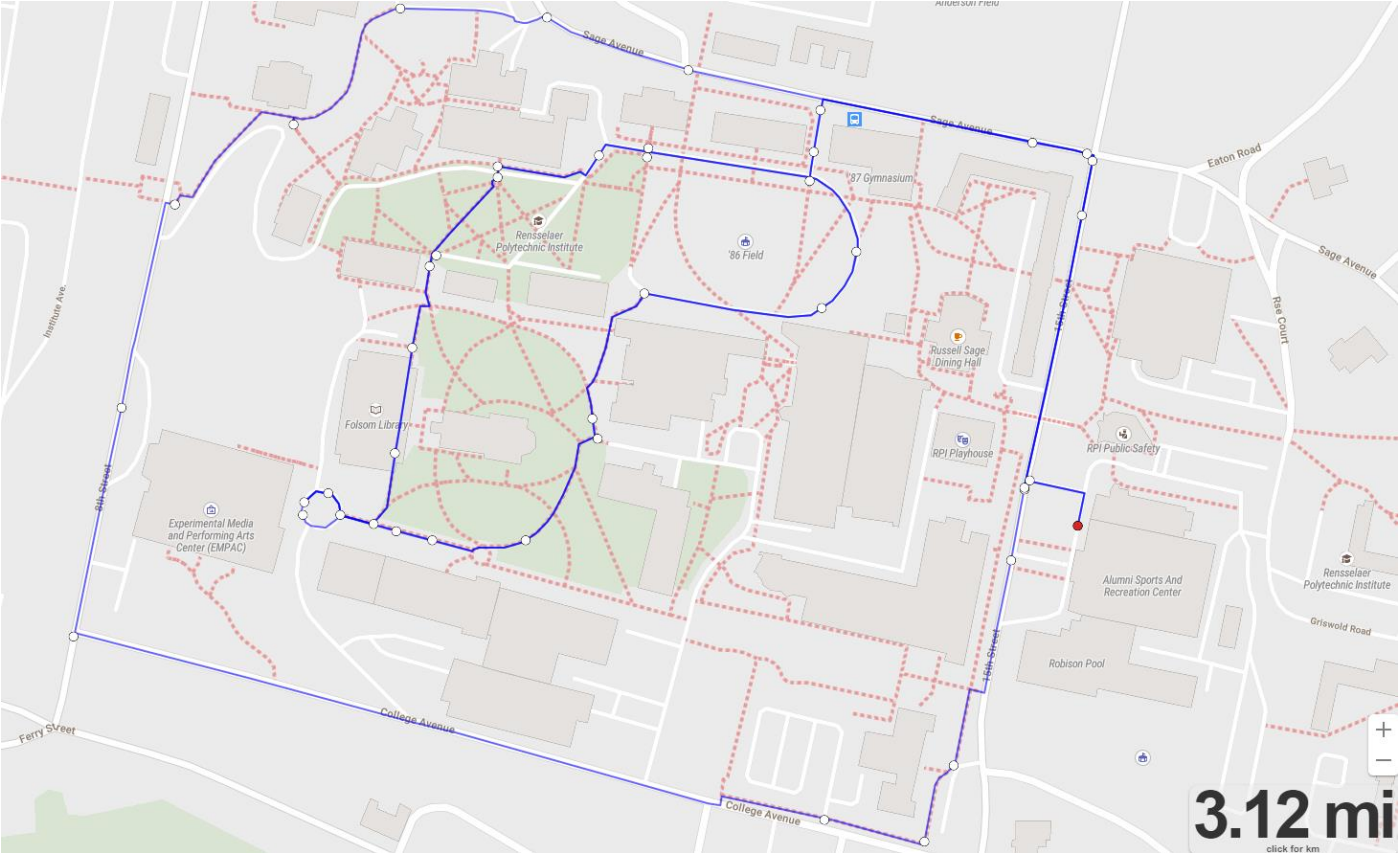 Anderson Field
Sage Avenue
Sage Avenue
Eaton Road
'87 Gymnasium
Rensselaer
Polytechnic Institute
'86 Field
Sage Avenue
Institute Ave.
15th Street
Rse Court
Russell Sage
Dining Hall
Folsom Library
RPI Playhouse
RPI Public Safety
8th Street
Experimental Media
and Performing Arts
Center (EMPAC)
Alumni Sports And
Recreation Center
Rensselaer
Polytechnic Institute
Griswold Road
15th Street
Robison Pool
College Avenue
Ferry Street
+
−
College Avenue
3.12 mi
click for km